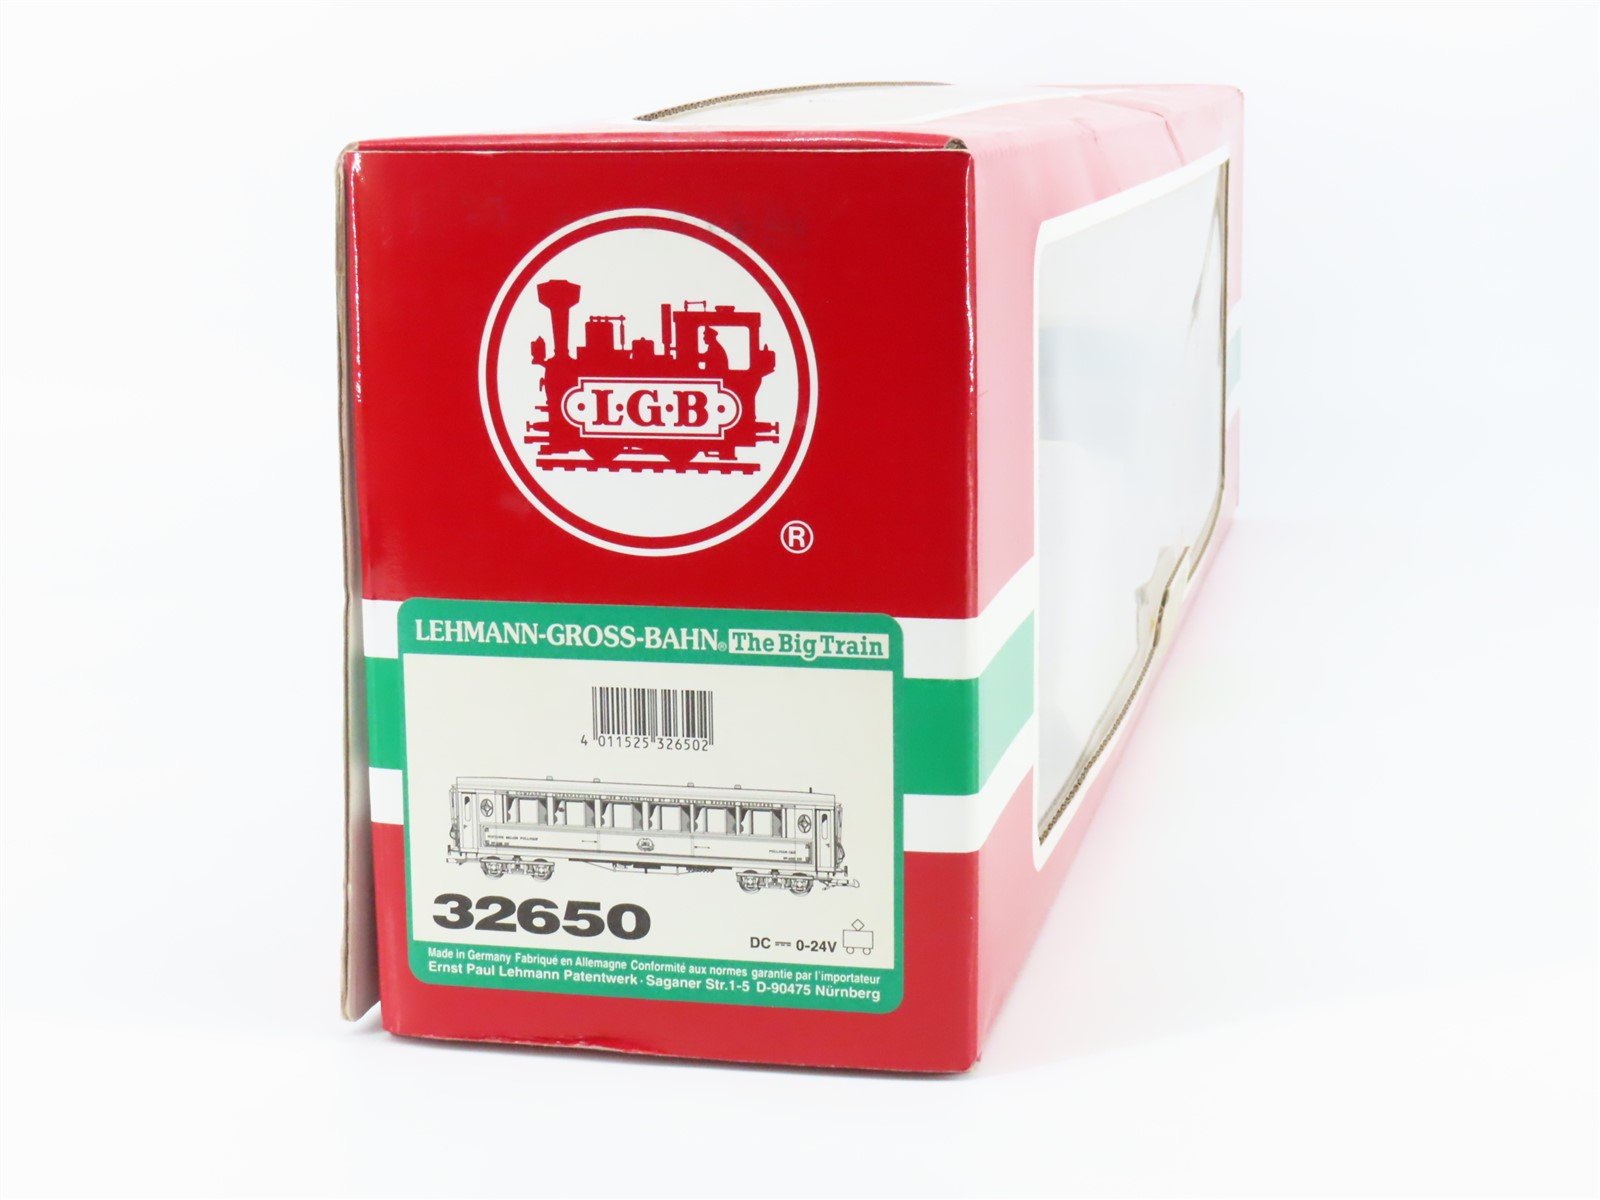 L·G·B
®
LEHMANN-GROSS-BAHN® The Big Train
4 011525 326502
32650
DC 0-24V
Made in Germany Fabriqué en Allemagne Conformité aux normes garantie par l'importateur
Ernst Paul Lehmann Patentwerk · Saganer Str.1-5 D-90475 Nürnberg